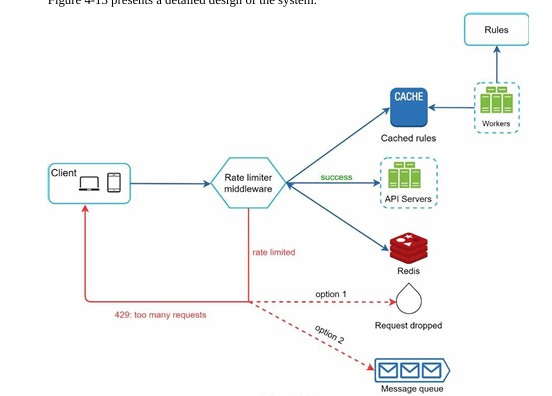 Figure 4-13 presents a detailed design of the system.
Rules
CACHE
Workers
Cached rules
Client
Rate limiter
middleware
success
API Servers
rate limited
Redis
option 1
429: too many requests
Request dropped
option 2
Message queue